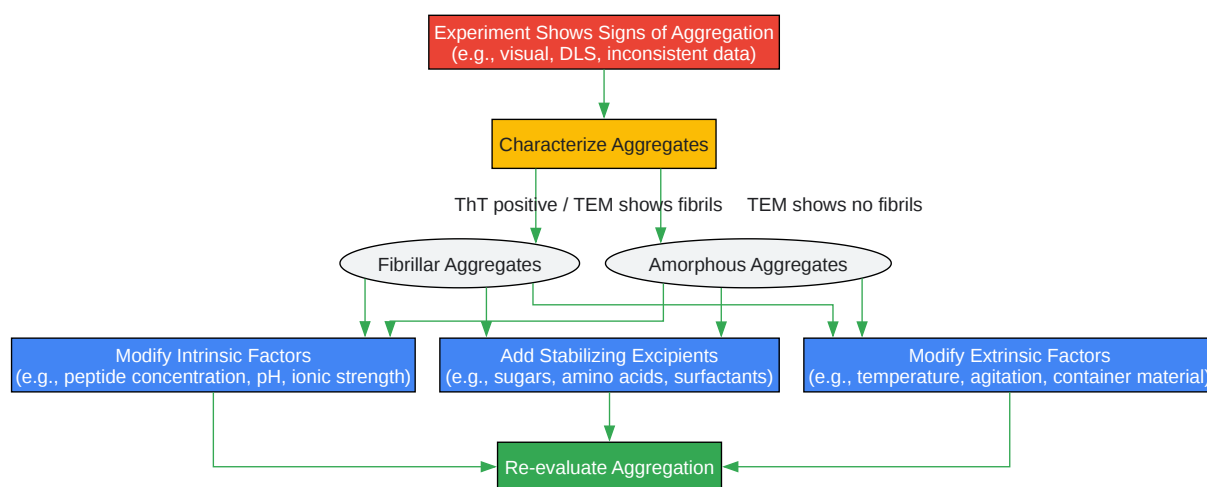 Experiment Shows Signs of Aggregation
(e.g., visual, DLS, inconsistent data)
Characterize Aggregates
ThT positive / TEM shows fibrils
TEM shows no fibrils
Fibrillar Aggregates
Amorphous Aggregates
Modify Intrinsic Factors
(e.g., peptide concentration, pH, ionic strength)
Add Stabilizing Excipients
(e.g., sugars, amino acids, surfactants)
Modify Extrinsic Factors
(e.g., temperature, agitation, container material)
Re-evaluate Aggregation